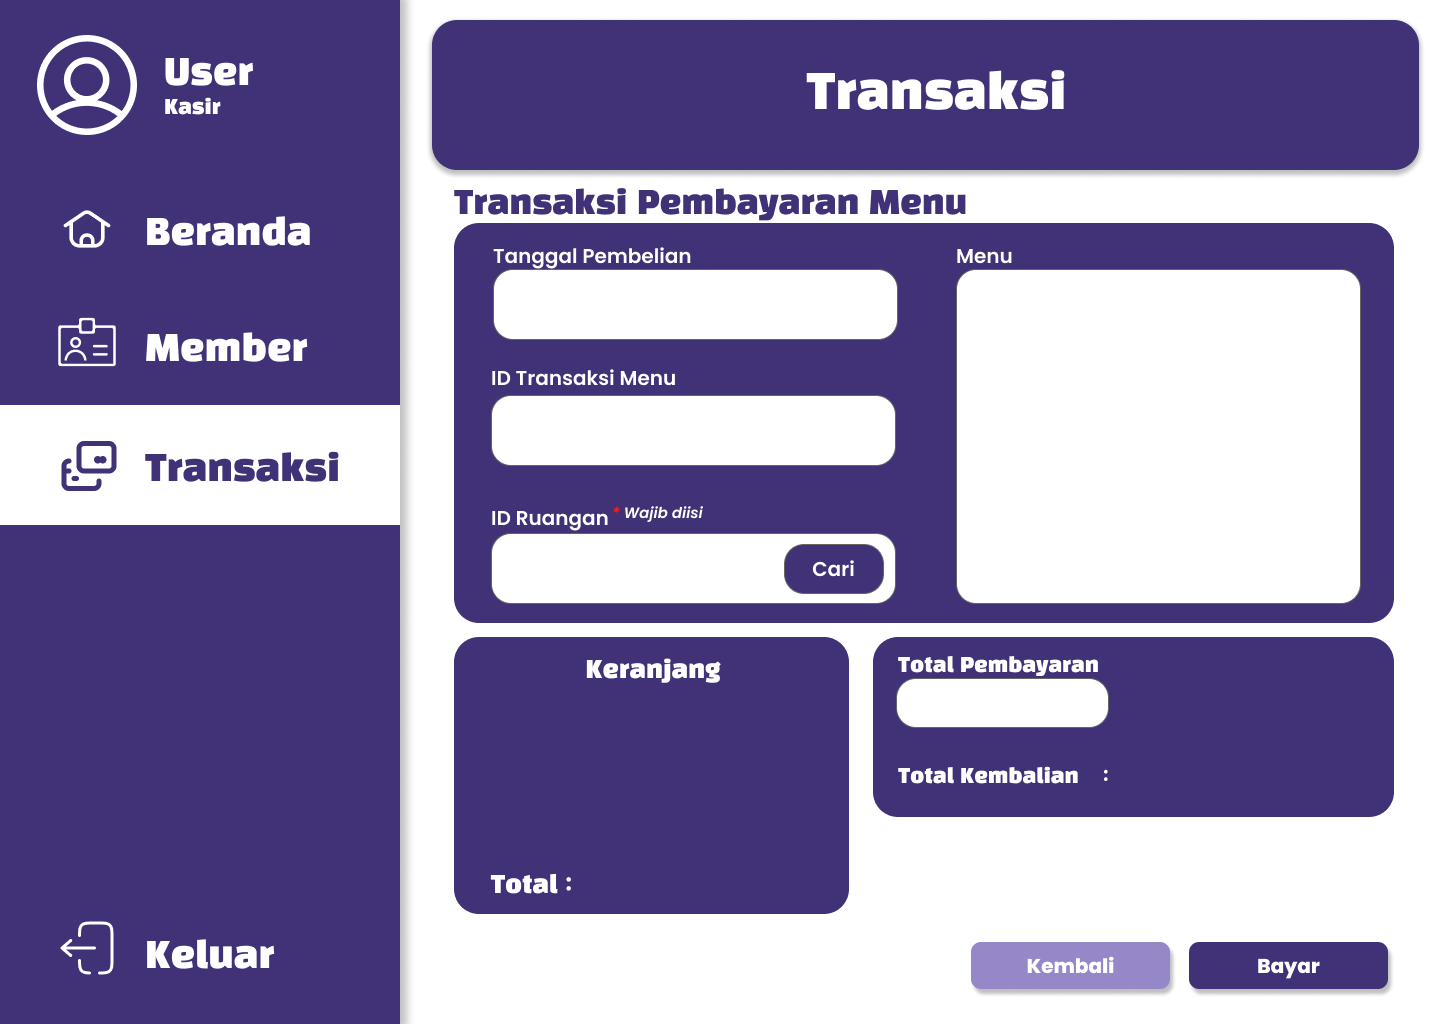 User
Kasir
Beranda
Member
Transaksi
Keluar
Transaksi
Transaksi Pembayaran Menu
Tanggal Pembelian
ID Transaksi Menu
ID Ruangan * Wajib diisi
Cari
Menu
Keranjang
Total :
Total Pembayaran
Total Kembalian :
Kembali
Bayar